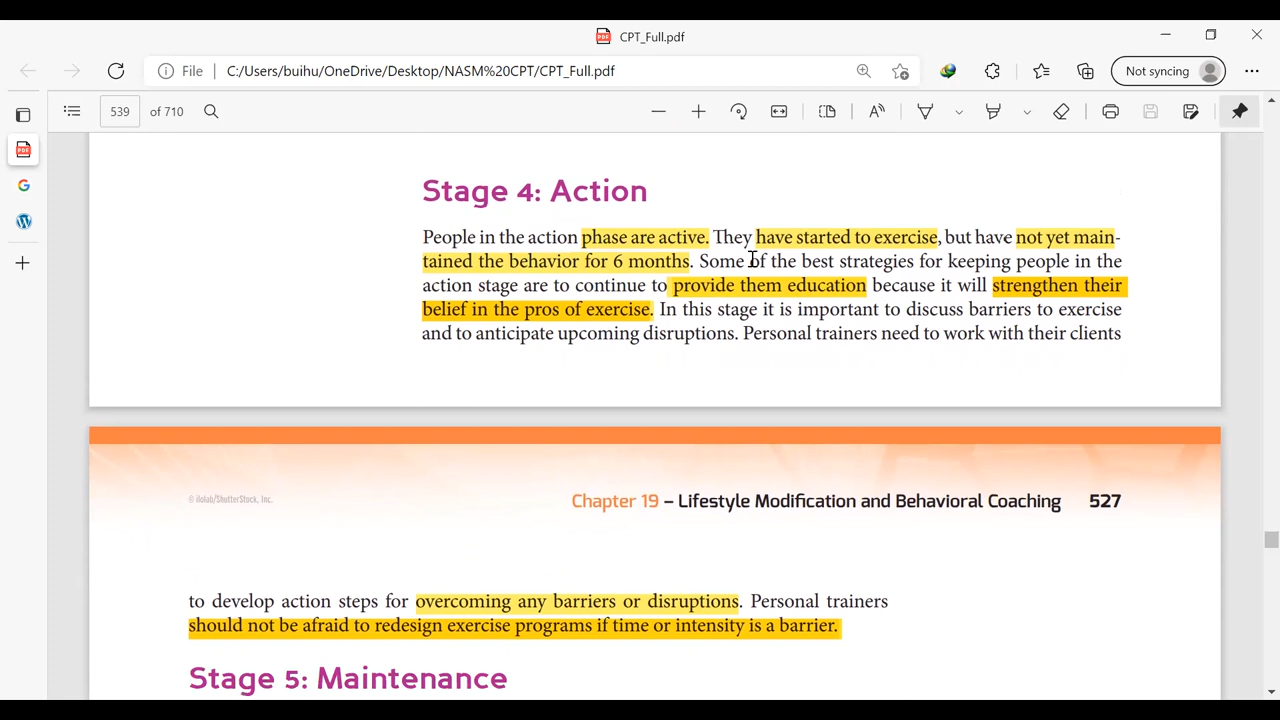 CPT_Full.pdf
File C:/Users/buihu/OneDrive/Desktop/NASM%20CPT/CPT_Full.pdf Not syncing
539 of 710
Stage 4: Action
People in the action phase are active. They have started to exercise, but have not yet main-
tained the behavior for 6 months. Some of the best strategies for keeping people in the
action stage are to continue to provide them education because it will strengthen their
belief in the pros of exercise. In this stage it is important to discuss barriers to exercise
and to anticipate upcoming disruptions. Personal trainers need to work with their clients
© ilolab/ShutterStock, Inc.
Chapter 19 – Lifestyle Modification and Behavioral Coaching 527
to develop action steps for overcoming any barriers or disruptions. Personal trainers
should not be afraid to redesign exercise programs if time or intensity is a barrier.
Stage 5: Maintenance